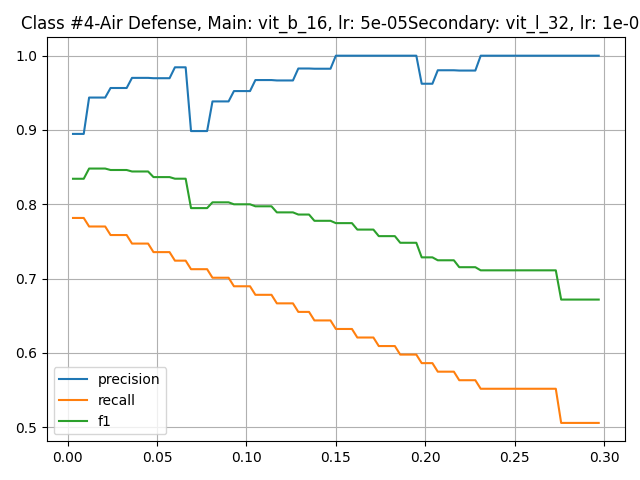 Class #4-Air Defense, Main: vit_b_16, lr: 5e-05Secondary: vit_l_32, lr: 1e-0
1.0
0.9
0.8
0.7
0.6
0.5
precision
recall
f1
0.00 0.05 0.10 0.15 0.20 0.25 0.30